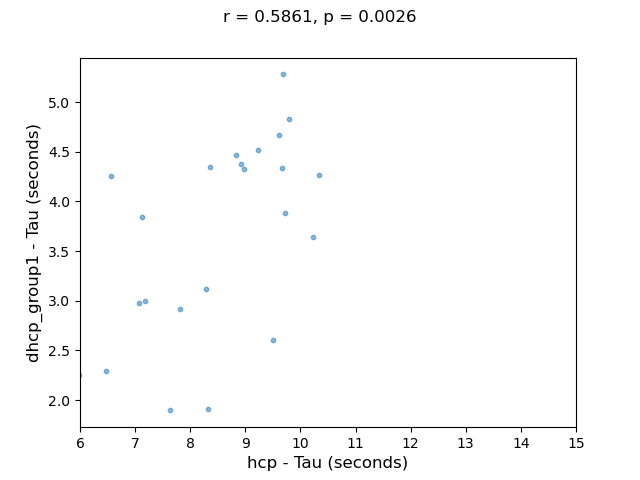 r = 0.5861, p = 0.0026
5.0
4.5
4.0
3.5
3.0
2.5
2.0
dhcp_group1 - Tau (seconds)
6 7 8 9 10 11 12 13 14 15
hcp - Tau (seconds)